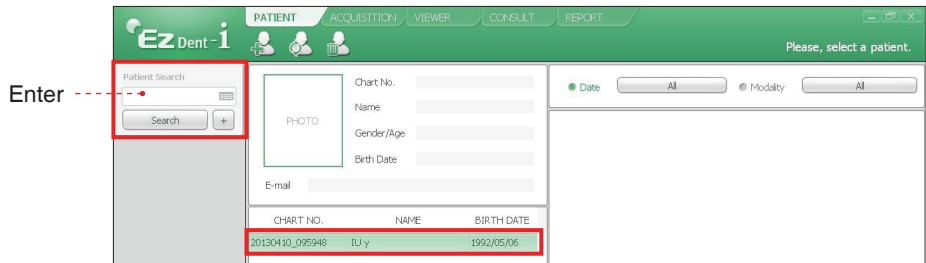 Ez Dent-i
PATIENT ACQUISITION VIEWER CONSULT REPORT
Please, select a patient.
Enter
Patient Search
Search +
PHOTO
Chart No.
Name
Gender/Age
Birth Date
E-mail
Date All Modality All
CHART NO. NAME BIRTH DATE
20130410_095948 IU y 1992/05/06